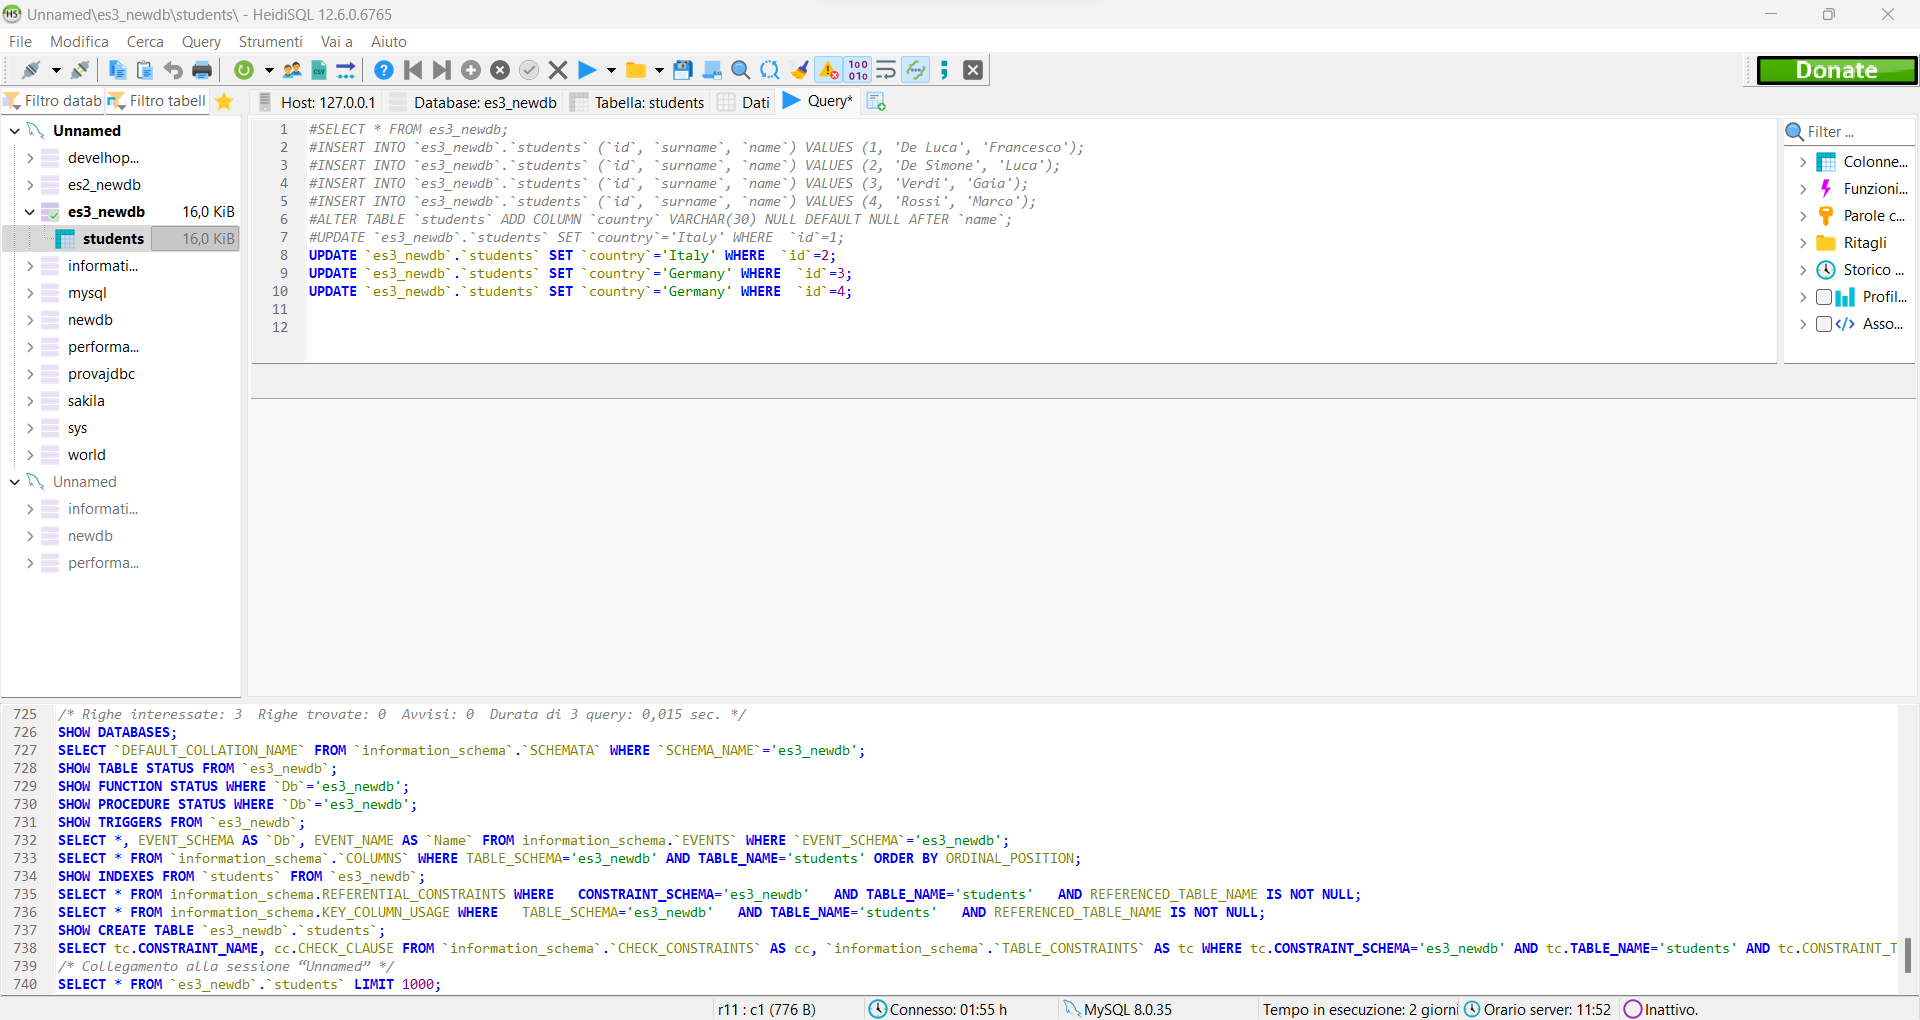 Unnamed\es3_newdb\students\ - HeidiSQL 12.6.0.6765
File Modifica Cerca Query Strumenti Vai a Aiuto
Donate
Filtro datab Filtro tabell Host: 127.0.0.1 Database: es3_newdb Tabella: students Dati Query*
Unnamed
develhop...
es2_newdb
es3_newdb 16,0 KiB
students 16,0 KiB
informati...
mysql
newdb
performa...
provajdbc
sakila
sys
world
Unnamed
informati...
newdb
performa...
1 #SELECT * FROM es3_newdb;
2 #INSERT INTO `es3_newdb`.`students` (`id`, `surname`, `name`) VALUES (1, 'De Luca', 'Francesco');
3 #INSERT INTO `es3_newdb`.`students` (`id`, `surname`, `name`) VALUES (2, 'De Simone', 'Luca');
4 #INSERT INTO `es3_newdb`.`students` (`id`, `surname`, `name`) VALUES (3, 'Verdi', 'Gaia');
5 #INSERT INTO `es3_newdb`.`students` (`id`, `surname`, `name`) VALUES (4, 'Rossi', 'Marco');
6 #ALTER TABLE `students` ADD COLUMN `country` VARCHAR(30) NULL DEFAULT NULL AFTER `name`;
7 #UPDATE `es3_newdb`.`students` SET `country`='Italy' WHERE  `id`=1;
8 UPDATE `es3_newdb`.`students` SET `country`='Italy' WHERE  `id`=2;
9 UPDATE `es3_newdb`.`students` SET `country`='Germany' WHERE  `id`=3;
10 UPDATE `es3_newdb`.`students` SET `country`='Germany' WHERE  `id`=4;
11
12
Filter ...
Colonne...
Funzioni...
Parole c...
Ritagli
Storico ...
Profil...
Asso...
725 /* Righe interessate: 3  Righe trovate: 0  Avvisi: 0  Durata di 3 query: 0,015 sec. */
726 SHOW DATABASES;
727 SELECT `DEFAULT_COLLATION_NAME` FROM `information_schema`.`SCHEMATA` WHERE `SCHEMA_NAME`='es3_newdb';
728 SHOW TABLE STATUS FROM `es3_newdb`;
729 SHOW FUNCTION STATUS WHERE `Db`='es3_newdb';
730 SHOW PROCEDURE STATUS WHERE `Db`='es3_newdb';
731 SHOW TRIGGERS FROM `es3_newdb`;
732 SELECT *, EVENT_SCHEMA AS `Db`, EVENT_NAME AS `Name` FROM information_schema.`EVENTS` WHERE `EVENT_SCHEMA`='es3_newdb';
733 SELECT * FROM `information_schema`.`COLUMNS` WHERE TABLE_SCHEMA='es3_newdb' AND TABLE_NAME='students' ORDER BY ORDINAL_POSITION;
734 SHOW INDEXES FROM `students` FROM `es3_newdb`;
735 SELECT * FROM information_schema.REFERENTIAL_CONSTRAINTS WHERE   CONSTRAINT_SCHEMA='es3_newdb'   AND TABLE_NAME='students'   AND REFERENCED_TABLE_NAME IS NOT NULL;
736 SELECT * FROM information_schema.KEY_COLUMN_USAGE WHERE   TABLE_SCHEMA='es3_newdb'   AND TABLE_NAME='students'   AND REFERENCED_TABLE_NAME IS NOT NULL;
737 SHOW CREATE TABLE `es3_newdb`.`students`;
738 SELECT tc.CONSTRAINT_NAME, cc.CHECK_CLAUSE FROM `information_schema`.`CHECK_CONSTRAINTS` AS cc, `information_schema`.`TABLE_CONSTRAINTS` AS tc WHERE tc.CONSTRAINT_SCHEMA='es3_newdb' AND tc.TABLE_NAME='students' AND tc.CONSTRAINT_T
739 /* Collegamento alla sessione “Unnamed” */
740 SELECT * FROM `es3_newdb`.`students` LIMIT 1000;
r11 : c1 (776 B) Connesso: 01:55 h MySQL 8.0.35 Tempo in esecuzione: 2 giorni Orario server: 11:52 Inattivo.